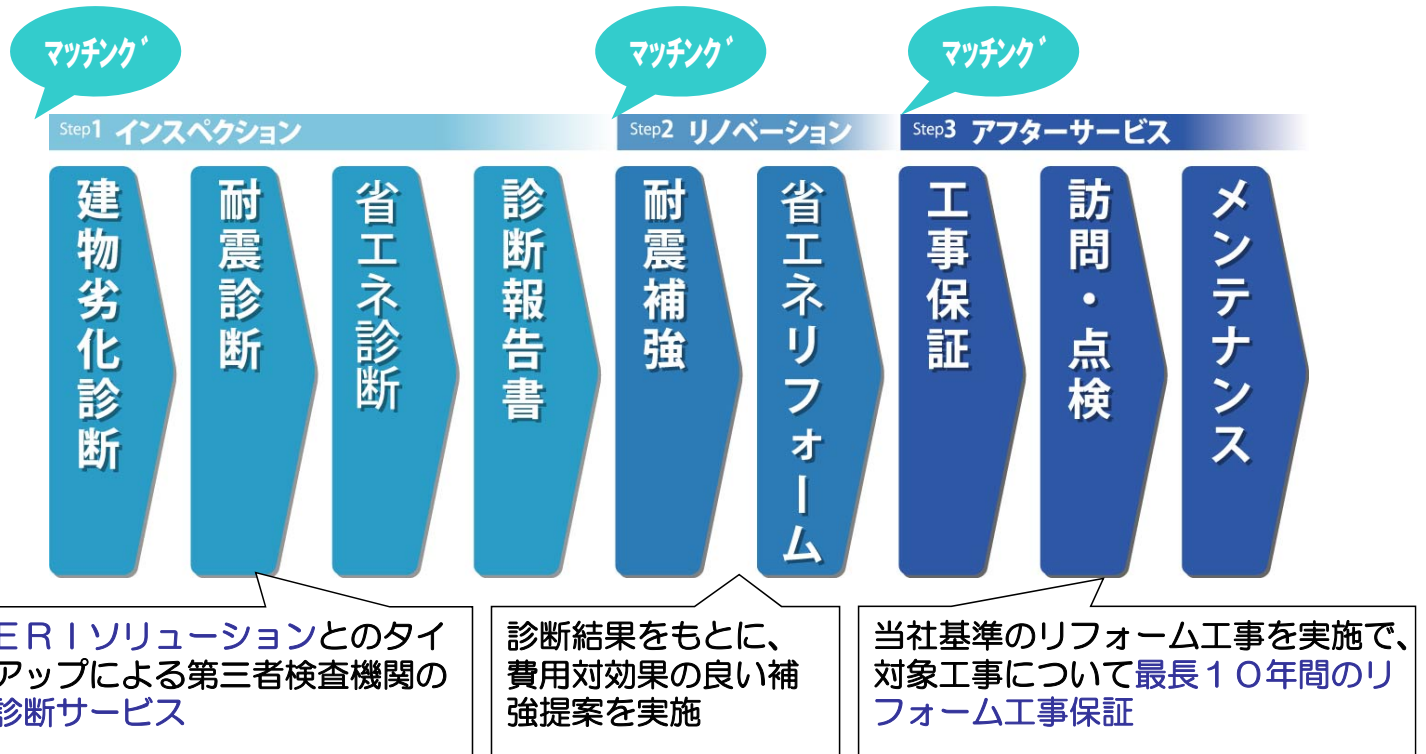 マッチング
マッチング
マッチング
Step1 インスペクション
Step2 リノベーション
Step3 アフターサービス
建物劣化診断
耐震診断
省エネ診断
診断報告書
耐震補強
省エネリフォーム
工事保証
訪問・点検
メンテナンス
ＥＲＩソリューションとのタイ
アップによる第三者検査機関の
診断サービス
診断結果をもとに、
費用対効果の良い補
強提案を実施
当社基準のリフォーム工事を実施で、
対象工事について最長１０年間のリ
フォーム工事保証